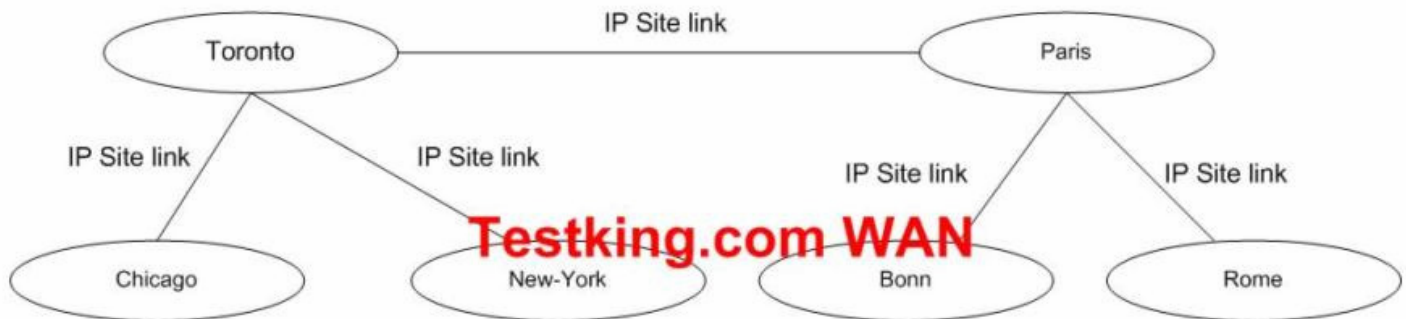 IP Site link
Toronto
Paris
IP Site link
IP Site link
IP Site link
IP Site link
Testking.com WAN
Chicago
New-York
Bonn
Rome